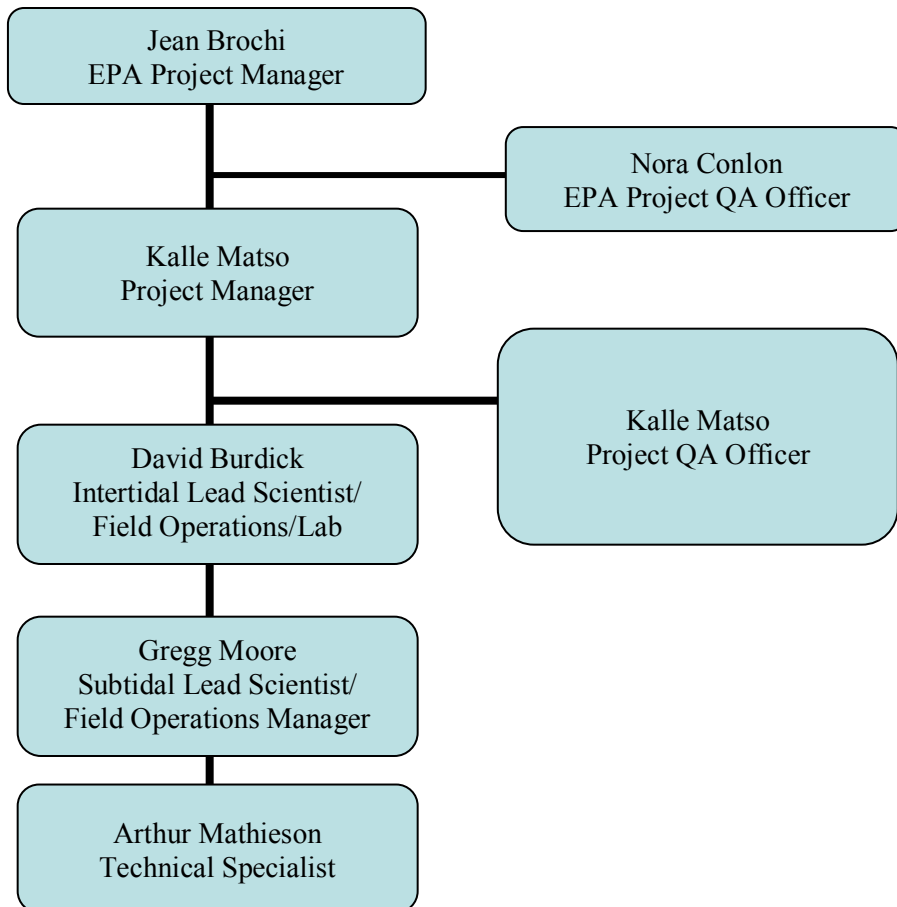 Jean Brochi
EPA Project Manager
Nora Conlon
EPA Project QA Officer
Kalle Matso
Project Manager
Kalle Matso
Project QA Officer
David Burdick
Intertidal Lead Scientist/
Field Operations/Lab
Gregg Moore
Subtidal Lead Scientist/
Field Operations Manager
Arthur Mathieson
Technical Specialist